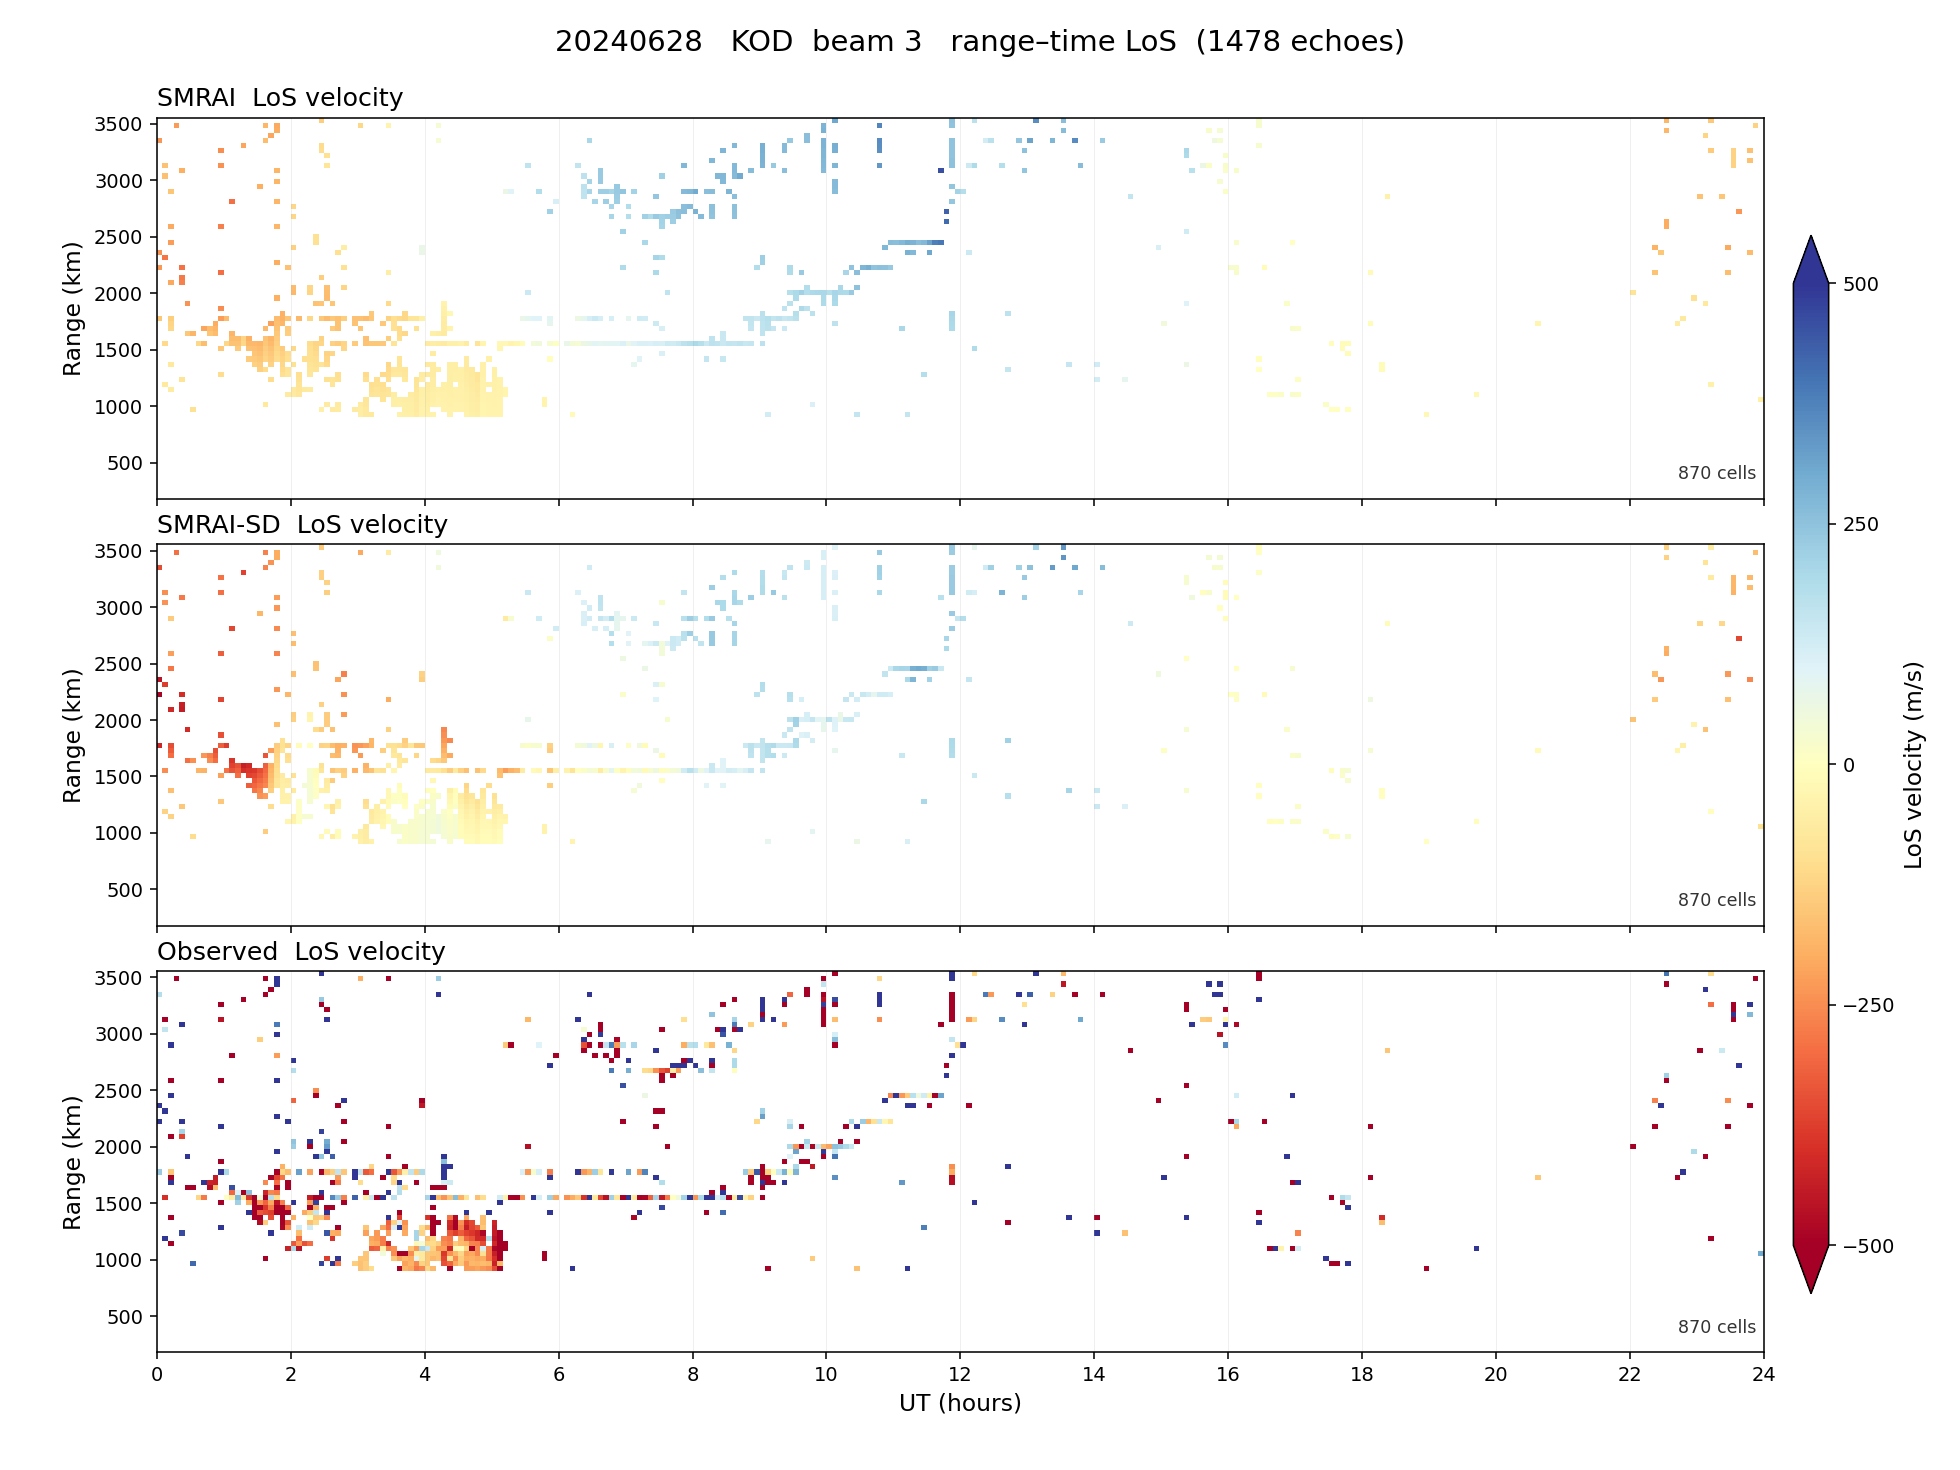 20240628   KOD  beam 3   range–time LoS  (1478 echoes)
SMRAI  LoS velocity
3500
3000
2500
2000
1500
1000
500
Range (km)
870 cells
SMRAI-SD  LoS velocity
3500
3000
2500
2000
1500
1000
500
Range (km)
870 cells
Observed  LoS velocity
3500
3000
2500
2000
1500
1000
500
Range (km)
870 cells
0 2 4 6 8 10 12 14 16 18 20 22 24
UT (hours)
500
250
0
−250
−500
LoS velocity (m/s)